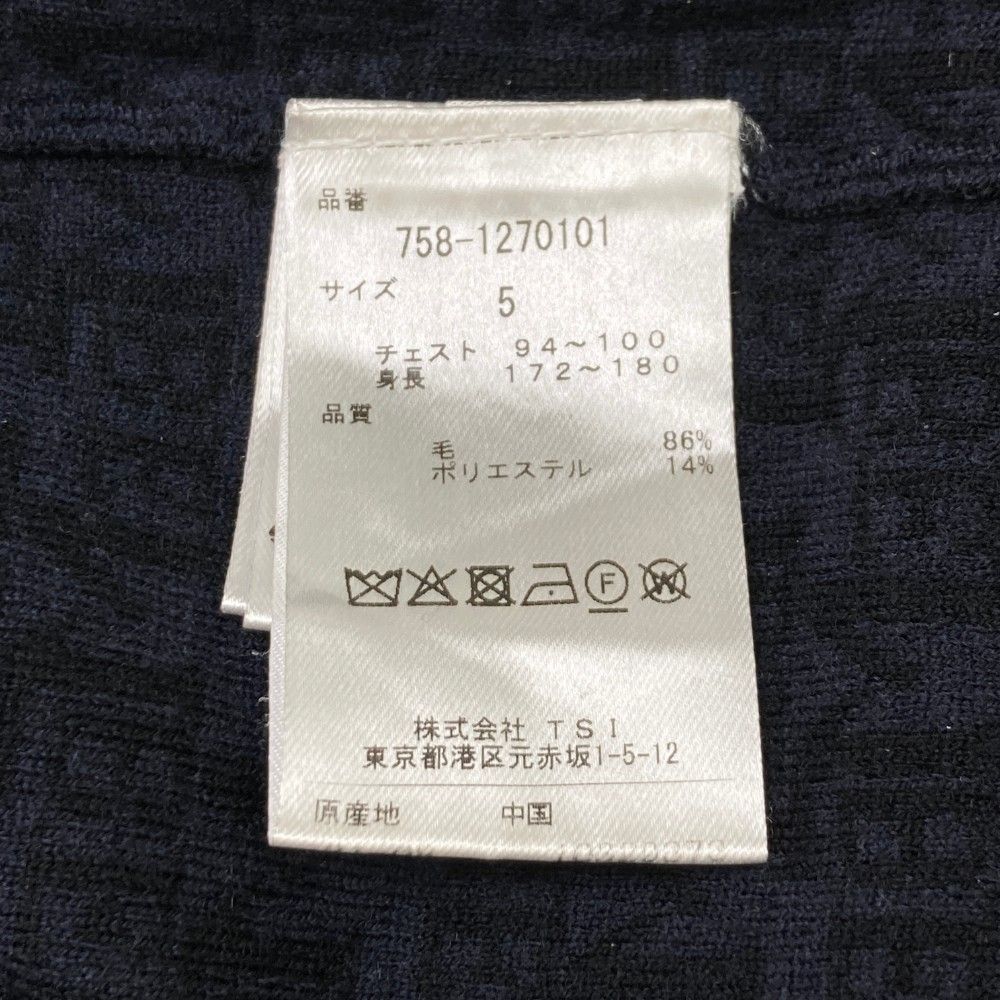 品番
758-1270101
サイズ 5
チェスト 94～100
身長 172～180
品質
毛 86%
ポリエステル 14%
F W
株式会社 TSI
東京都港区元赤坂1-5-12
原産地 中国